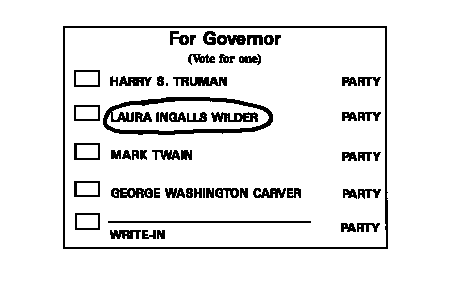 For Governor
(Vote for one)
HARRY S. TRUMAN PARTY
LAURA INGALLS WILDER PARTY
MARK TWAIN PARTY
GEORGE WASHINGTON CARVER PARTY
WRITE-IN PARTY